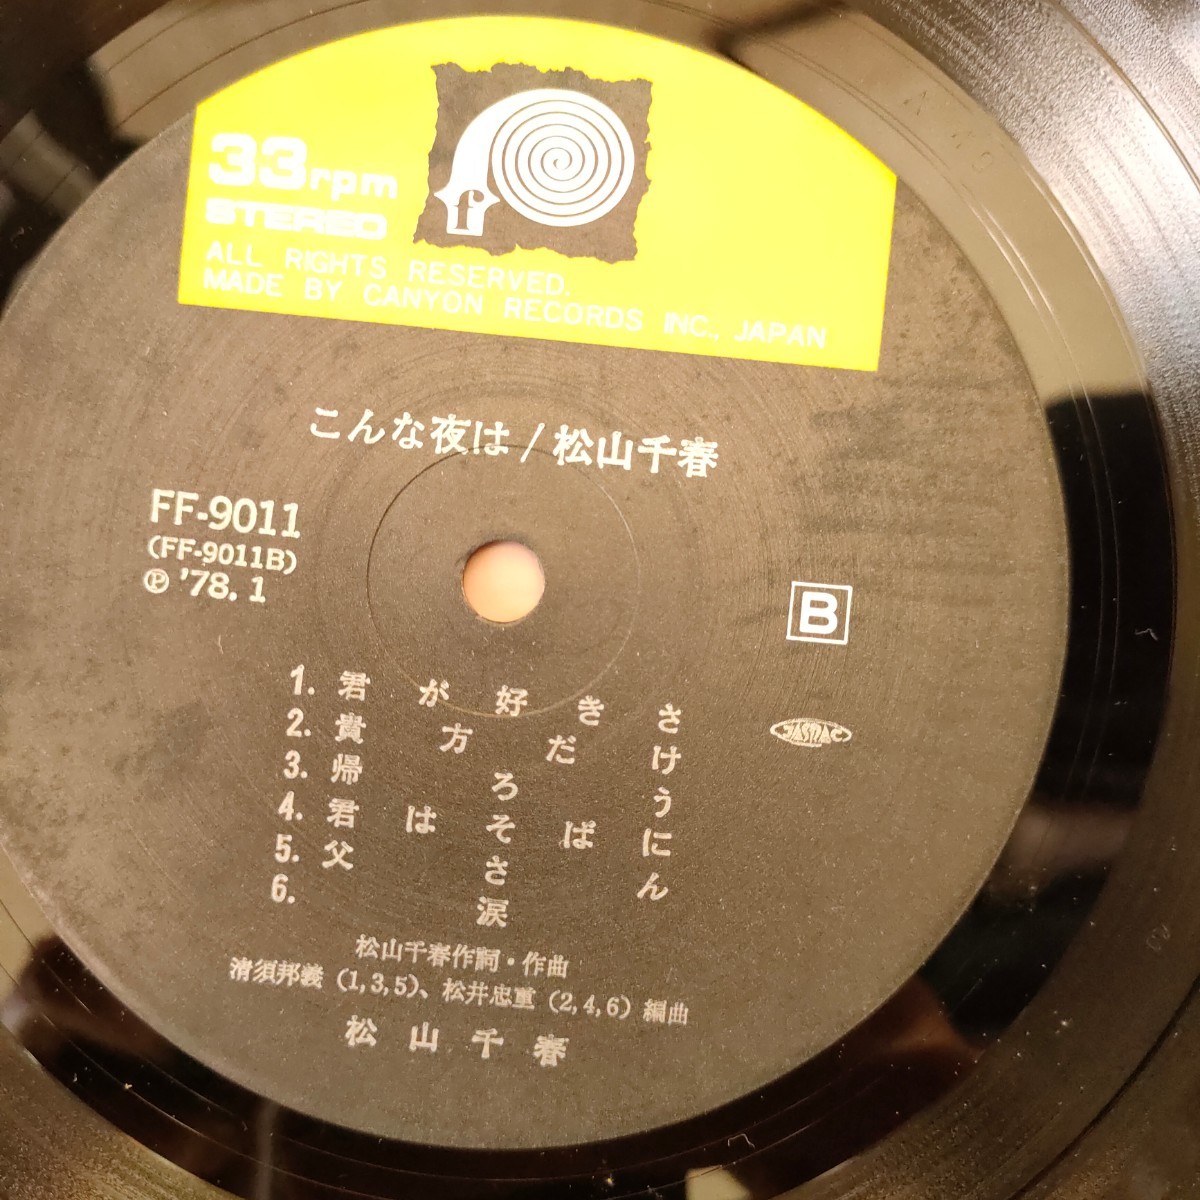 f
33rpm
STEREO
ALL RIGHTS RESERVED.
MADE BY CANYON RECORDS INC., JAPAN
こんな夜は/松山千春
FF-9011
(FF-9011B)
Ⓟ '78.1
B
1. 君が好きさ
2. 貴方だけ
3. 帰ろう
4. 君はそばに
5. 父さん
6. 涙
JASRAC
松山千春作詞・作曲
清須邦義 (1,3,5)、松井忠重 (2,4,6) 編曲
松山千春